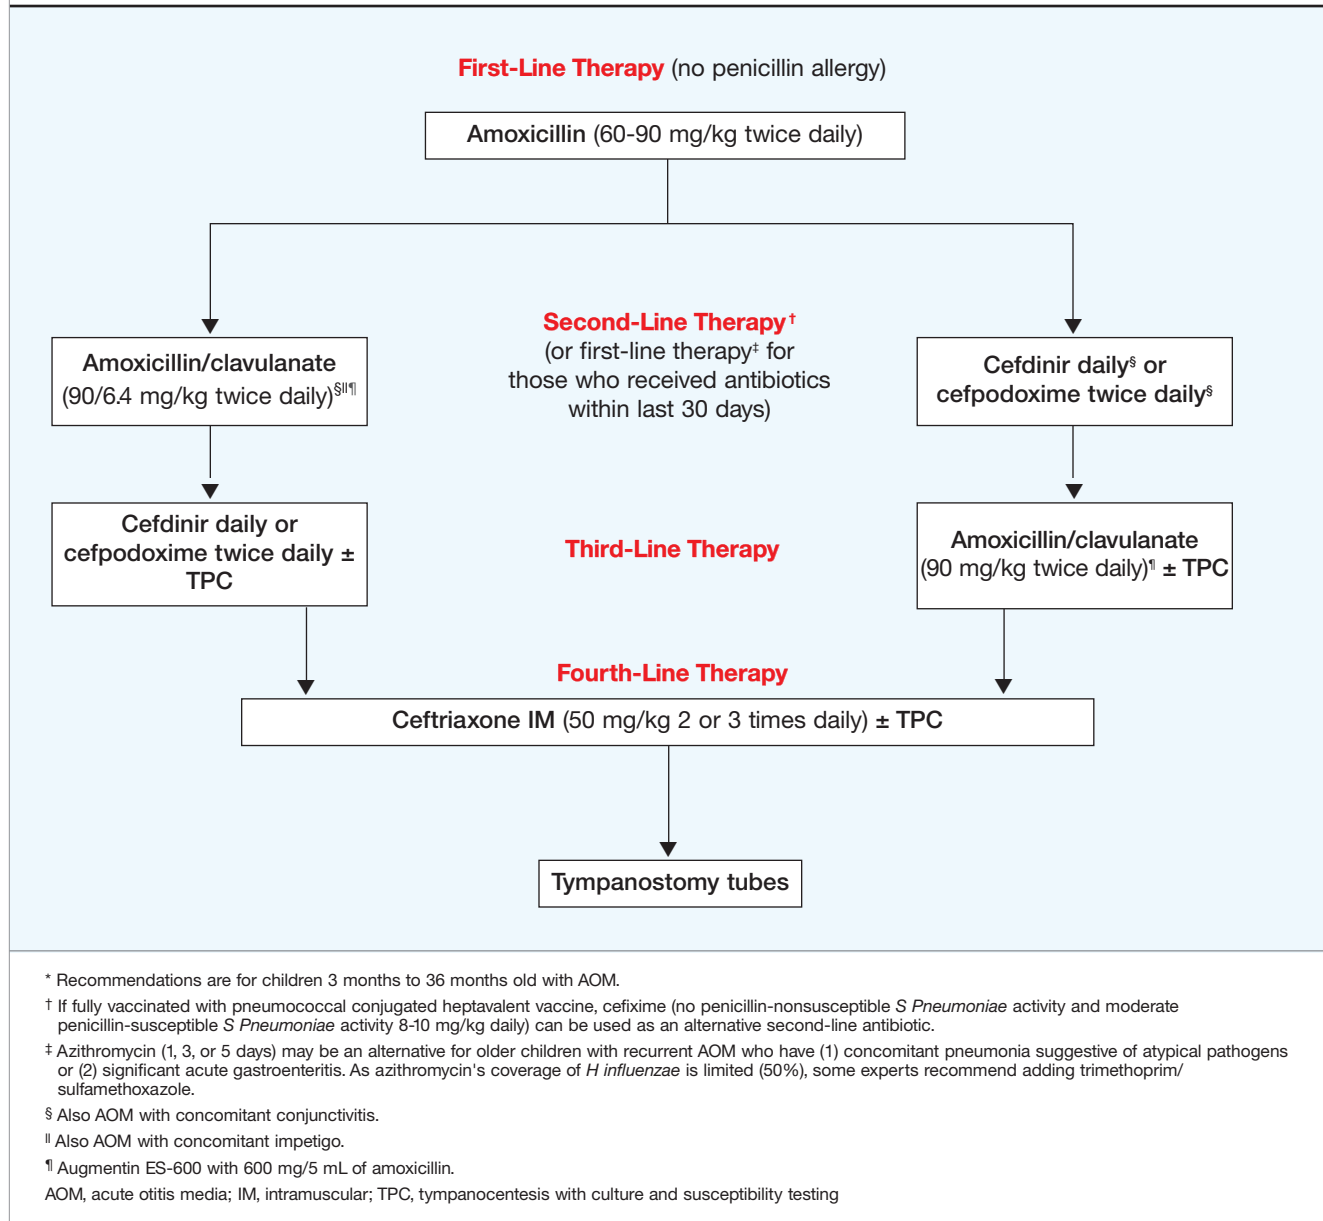 First-Line Therapy (no penicillin allergy)
Amoxicillin (60-90 mg/kg twice daily)
Second-Line Therapy†
(or first-line therapy‡ for
those who received antibiotics
within last 30 days)
Amoxicillin/clavulanate
(90/6.4 mg/kg twice daily)§||¶
Cefdinir daily§ or
cefpodoxime twice daily§
Cefdinir daily or
cefpodoxime twice daily ±
TPC
Third-Line Therapy
Amoxicillin/clavulanate
(90 mg/kg twice daily)¶ ± TPC
Fourth-Line Therapy
Ceftriaxone IM (50 mg/kg 2 or 3 times daily) ± TPC
Tympanostomy tubes
* Recommendations are for children 3 months to 36 months old with AOM.
† If fully vaccinated with pneumococcal conjugated heptavalent vaccine, cefixime (no penicillin-nonsusceptible S Pneumoniae activity and moderate
penicillin-susceptible S Pneumoniae activity 8-10 mg/kg daily) can be used as an alternative second-line antibiotic.
‡ Azithromycin (1, 3, or 5 days) may be an alternative for older children with recurrent AOM who have (1) concomitant pneumonia suggestive of atypical pathogens
or (2) significant acute gastroenteritis. As azithromycin's coverage of H influenzae is limited (50%), some experts recommend adding trimethoprim/
sulfamethoxazole.
§ Also AOM with concomitant conjunctivitis.
|| Also AOM with concomitant impetigo.
¶ Augmentin ES-600 with 600 mg/5 mL of amoxicillin.
AOM, acute otitis media; IM, intramuscular; TPC, tympanocentesis with culture and susceptibility testing